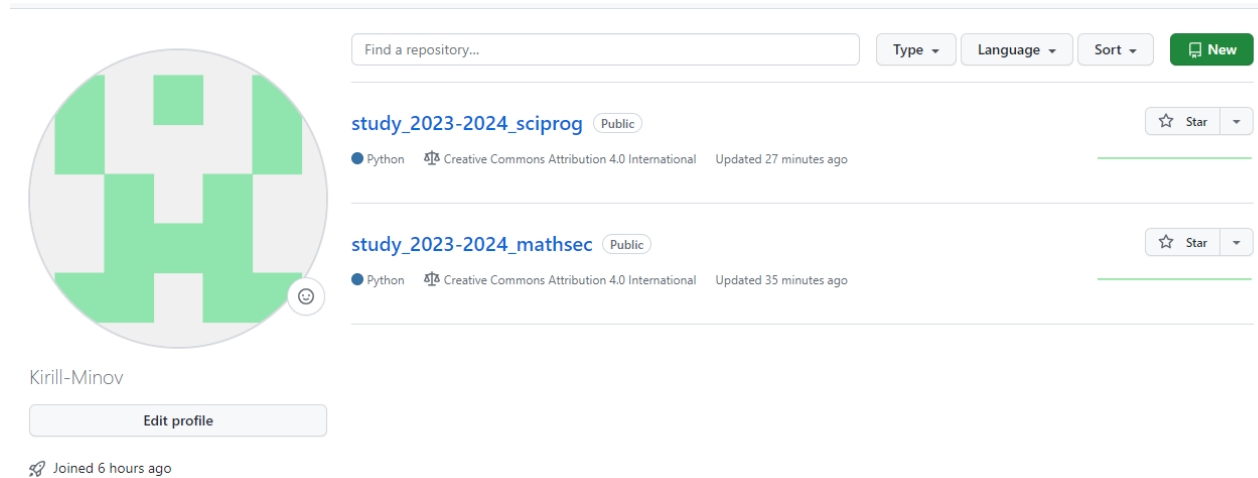 Find a repository...
Type
Language
Sort
New
study_2023-2024_sciprog Public
Star
Python Creative Commons Attribution 4.0 International Updated 27 minutes ago
study_2023-2024_mathsec Public
Star
Python Creative Commons Attribution 4.0 International Updated 35 minutes ago
Kirill-Minov
Edit profile
Joined 6 hours ago